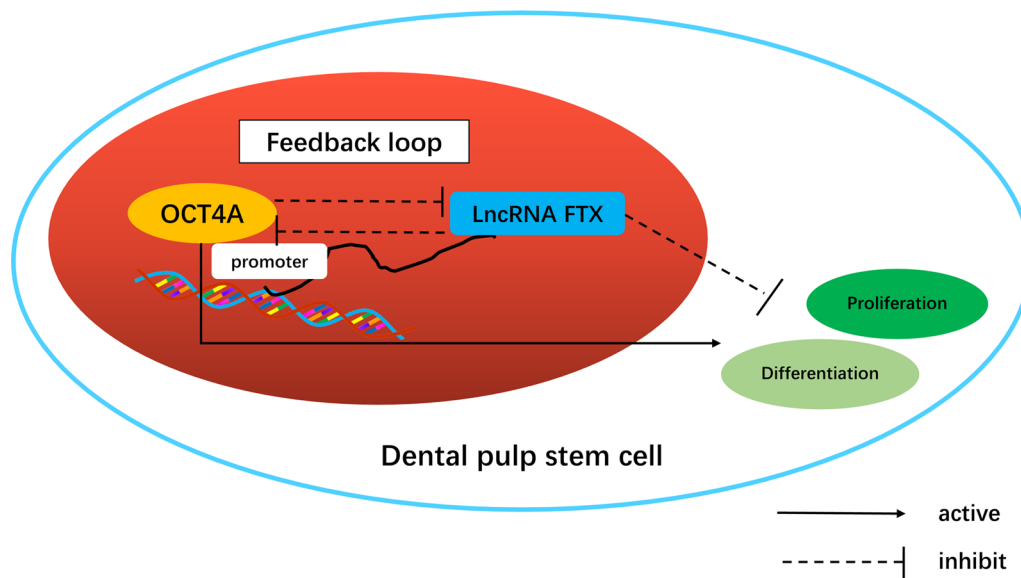 Feedback loop
OCT4A
LncRNA FTX
promoter
Proliferation
Differentiation
Dental pulp stem cell
active
inhibit